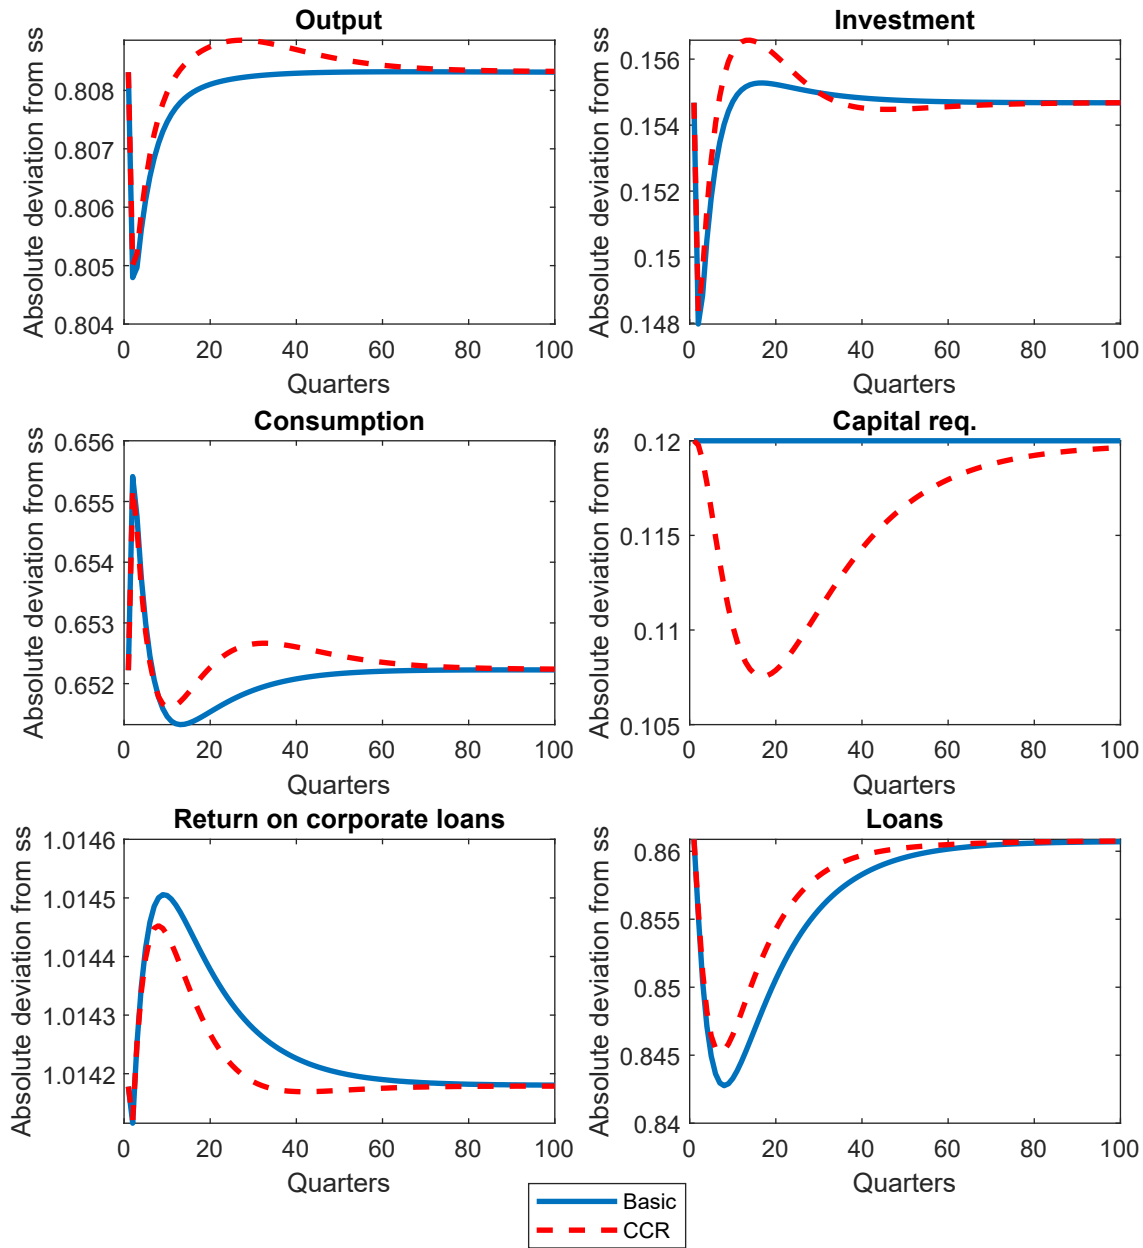 Output
Absolute deviation from ss
0.808
0.807
0.806
0.805
0.804
0 20 40 60 80 100
Quarters
Investment
Absolute deviation from ss
0.156
0.154
0.152
0.15
0.148
0 20 40 60 80 100
Quarters
Consumption
Absolute deviation from ss
0.656
0.655
0.654
0.653
0.652
0 20 40 60 80 100
Quarters
Capital req.
Absolute deviation from ss
0.12
0.115
0.11
0.105
0 20 40 60 80 100
Quarters
Return on corporate loans
Absolute deviation from ss
1.0146
1.0145
1.0144
1.0143
1.0142
0 20 40 60 80 100
Quarters
Loans
Absolute deviation from ss
0.86
0.855
0.85
0.845
0.84
0 20 40 60 80 100
Quarters
Basic
CCR